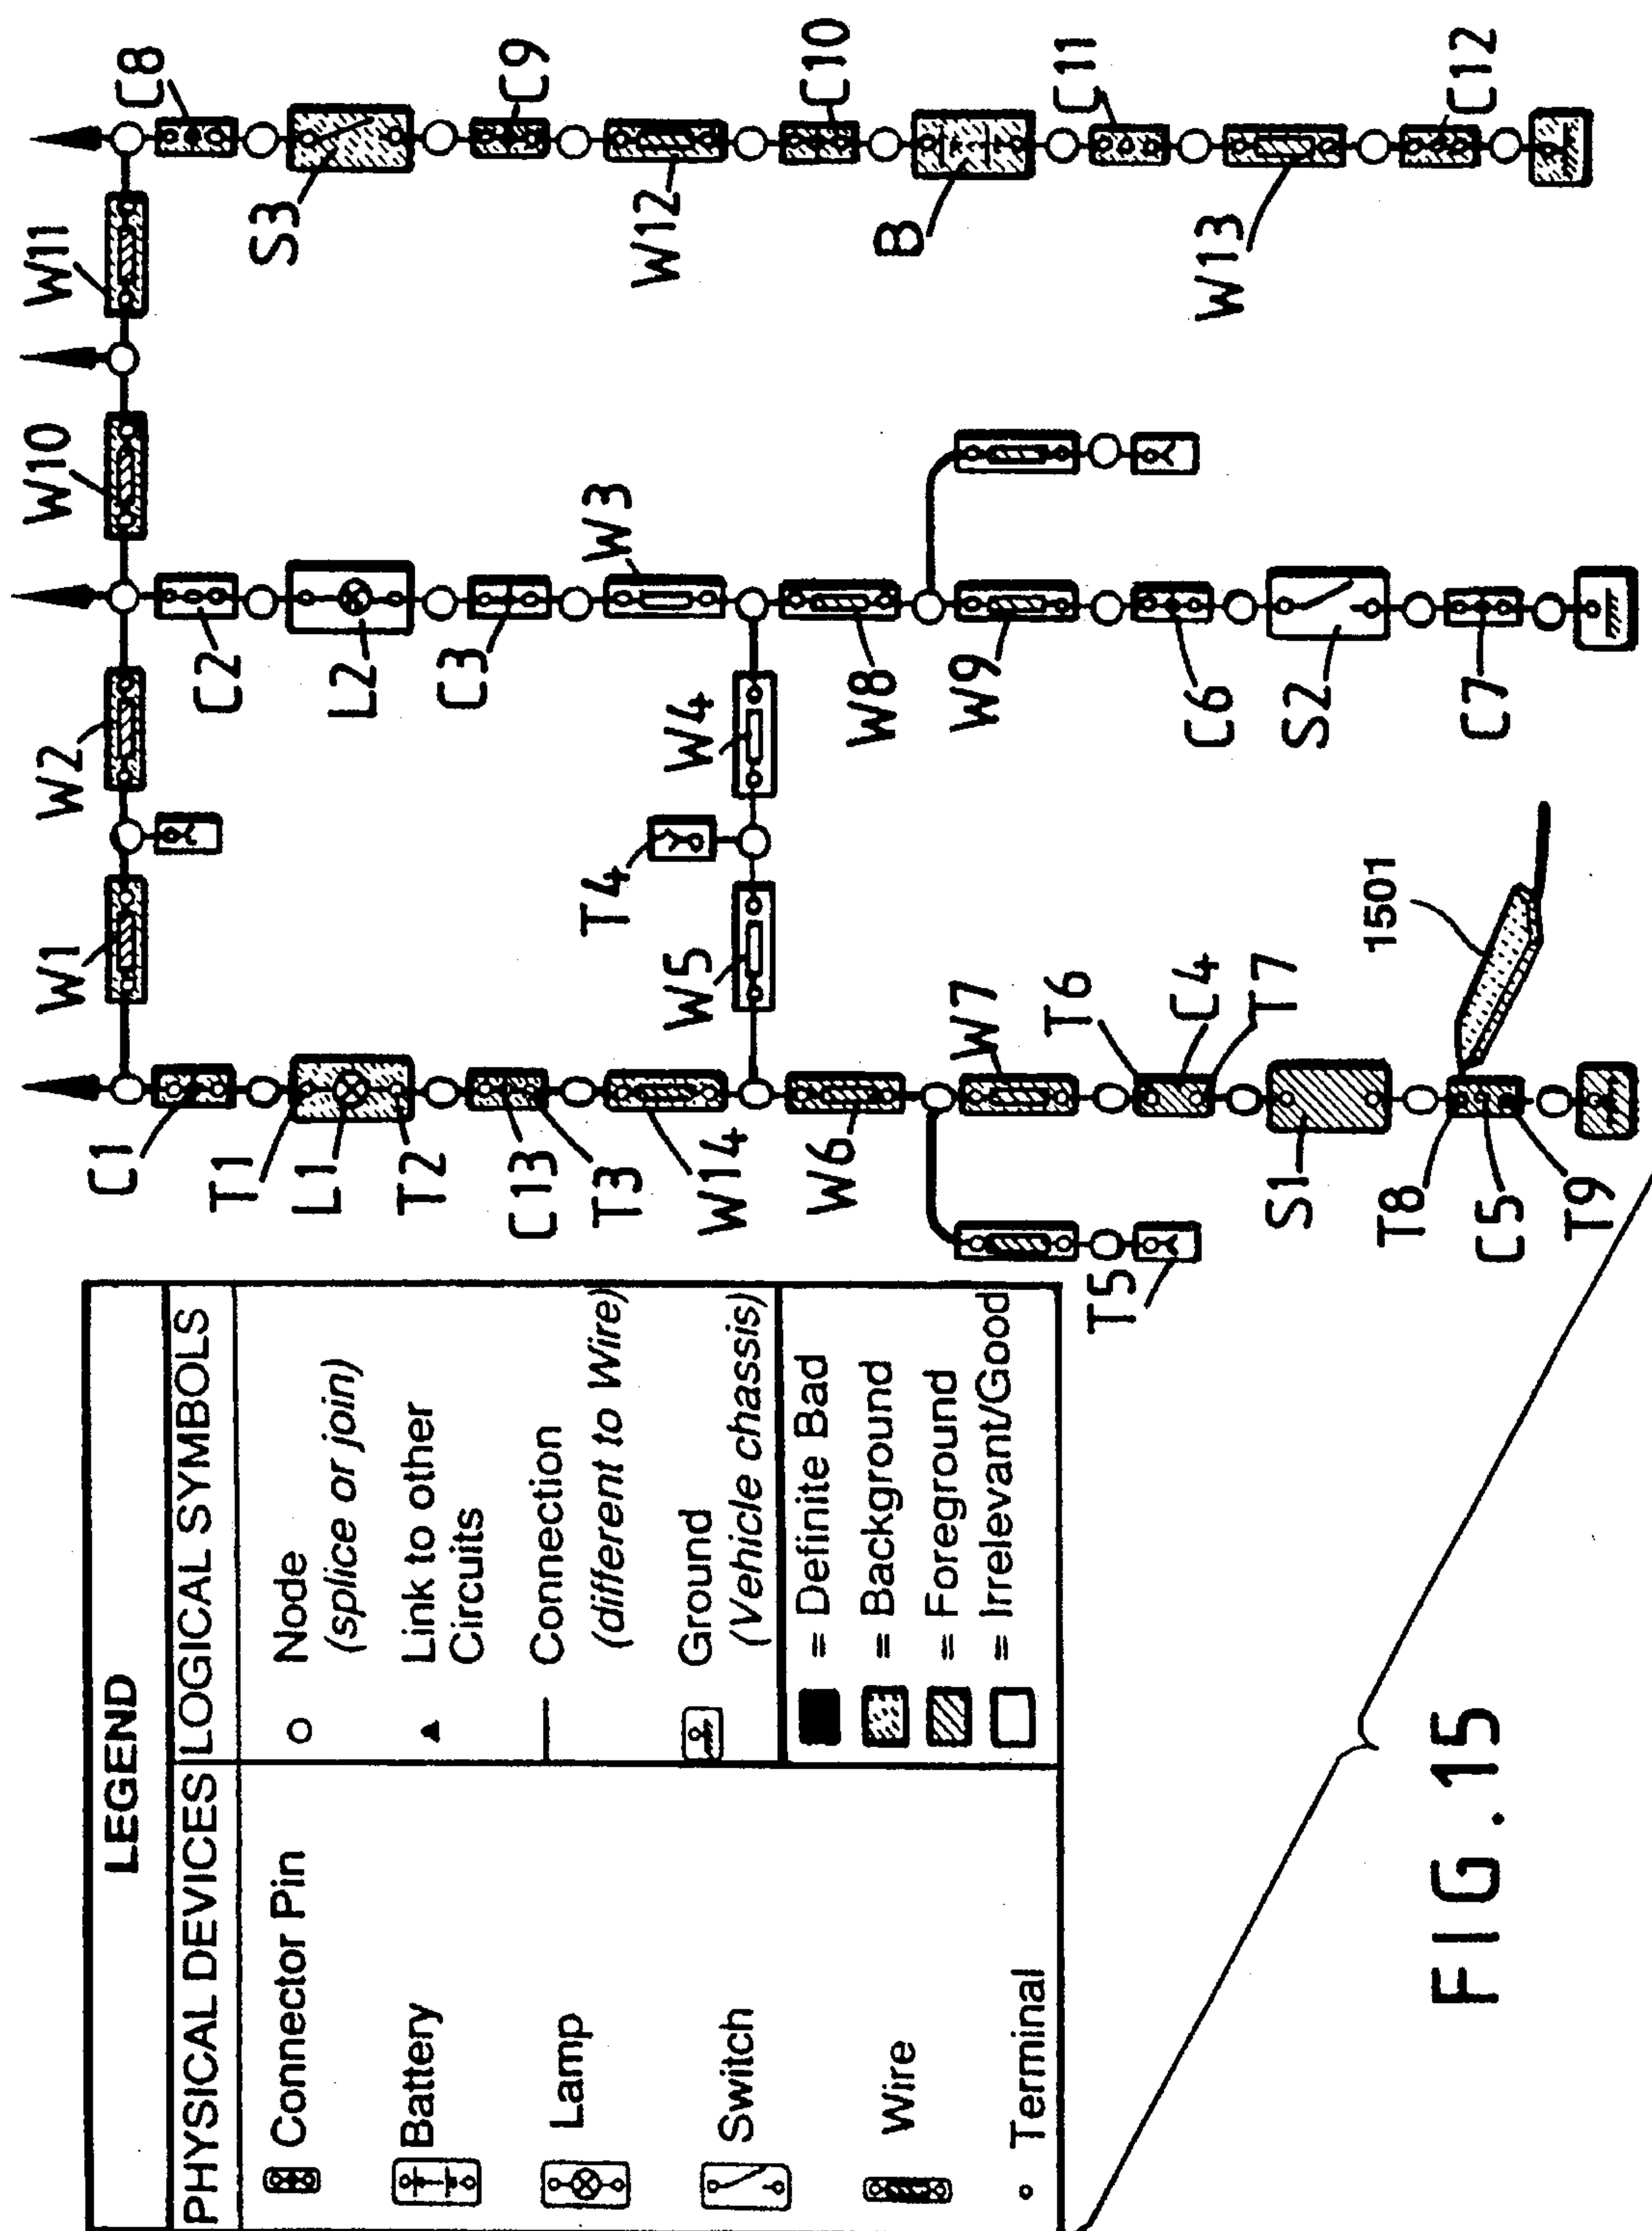 LEGEND
PHYSICAL DEVICES
LOGICAL SYMBOLS
Connector Pin
Battery
Lamp
Switch
Wire
Terminal
Node
(splice or join)
Link to other
Circuits
Connection
(different to Wire)
Ground
(Vehicle chassis)
= Definite Bad
= Background
= Foreground
= Irrelevant/Good
W1
W2
W10
W11
C1
T1
L1
T2
C13
T3
W14
W6
W7
T5
T6
C4
T7
S1
T8
C5
T9
1501
W5
T4
W4
C2
L2
C3
W3
W8
W9
C6
S2
C7
C8
S3
C9
W12
C10
B
C11
W13
C12
FIG. 15